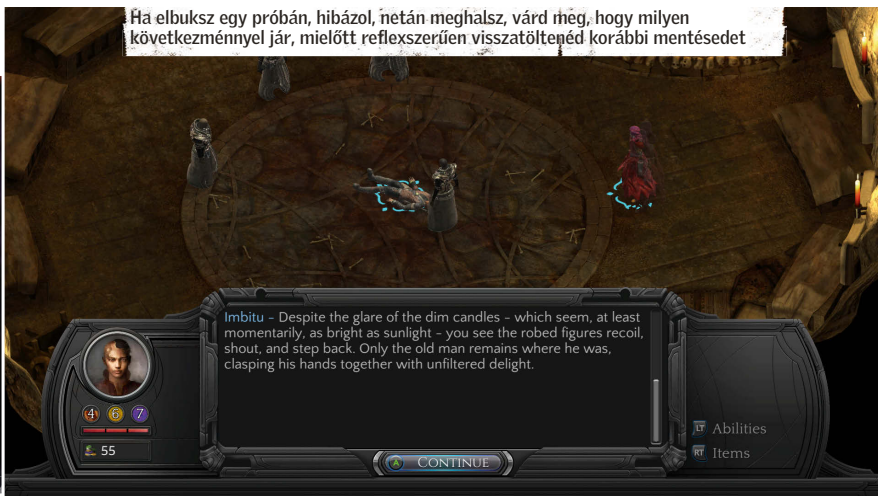 Ha elbuksz egy próbán, hibázol, netán meghalsz, várd meg, hogy milyen
következménnyel jár, mielőtt reflexszerűen visszatöltenéd korábbi mentésedet
Imbitu – Despite the glare of the dim candles – which seem, at least
momentarily, as bright as sunlight – you see the robed figures recoil,
shout, and step back. Only the old man remains where he was,
clasping his hands together with unfiltered delight.
4 6 7
55
LT Abilities
RT Items
A CONTINUE